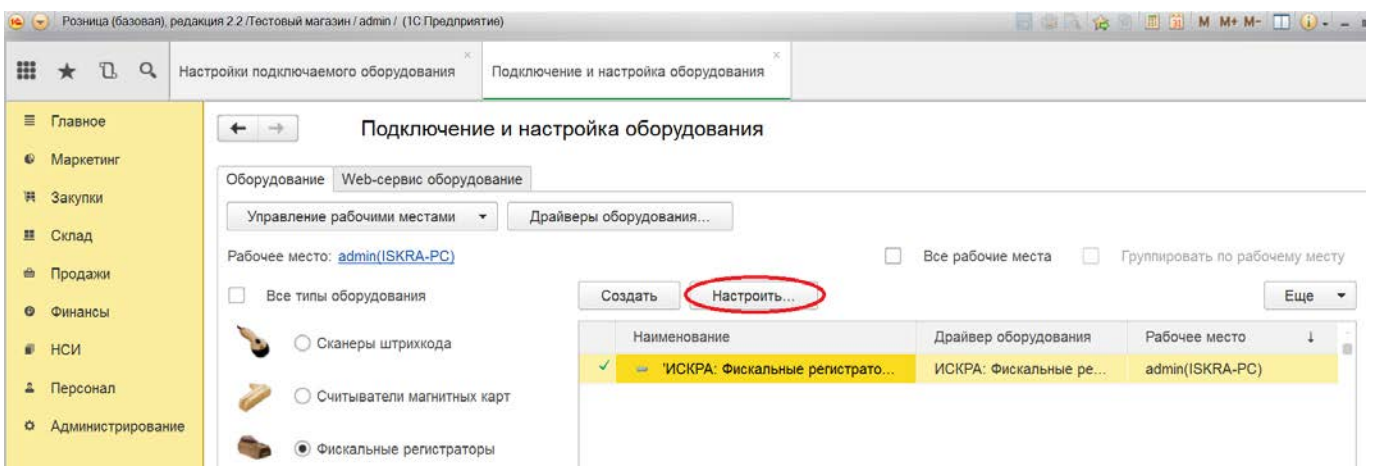 Розница (базовая), редакция 2.2 /Тестовый магазин / admin / (1С:Предприятие)
M M+ M-
Настройки подключаемого оборудования
Подключение и настройка оборудования
Главное
Маркетинг
Закупки
Склад
Продажи
Финансы
НСИ
Персонал
Администрирование
Подключение и настройка оборудования
Оборудование Web-сервис оборудование
Управление рабочими местами Драйверы оборудования...
Рабочее место: admin(ISKRA-PC) Все рабочие места Группировать по рабочему месту
Все типы оборудования Создать Настроить... Еще
Сканеры штрихкода
Считыватели магнитных карт
Фискальные регистраторы
Наименование Драйвер оборудования Рабочее место ↓
'ИСКРА: Фискальные регистрато... ИСКРА: Фискальные ре... admin(ISKRA-PC)